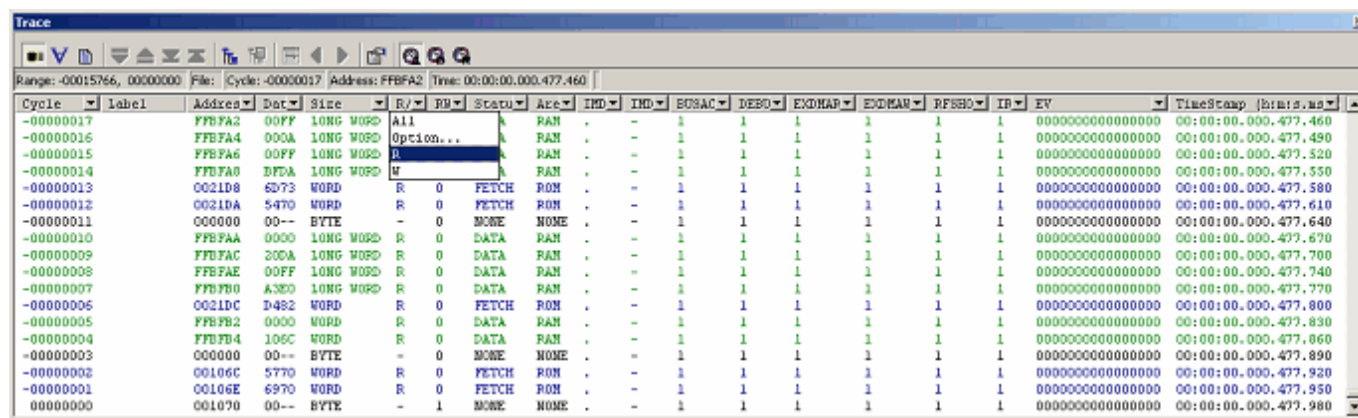 Trace
Range: -00015766, 00000000 File: Cycle: -00000017 Address: FFBFA2 Time: 00:00:00.000.477.460
Cycle Label Addres Dat Size R/ RW Statu Are IMD IMD BUSAC DEBU EXDMAR EXDMAW RFSHO IR EV TimeStamp (h:m:s.ms
-00000017 FFBFA2 00FF LONG WORD All A RAM . - 1 1 1 1 1 1 0000000000000000 00:00:00.000.477.460
-00000016 FFBFA4 000A LONG WORD Option... A RAM . - 1 1 1 1 1 1 0000000000000000 00:00:00.000.477.490
-00000015 FFBFA6 00FF LONG WORD R A RAM . - 1 1 1 1 1 1 0000000000000000 00:00:00.000.477.520
-00000014 FFBFA8 BFDA LONG WORD W A RAM . - 1 1 1 1 1 1 0000000000000000 00:00:00.000.477.550
-00000013 0021D8 6D73 WORD R 0 FETCH ROM . - 1 1 1 1 1 1 0000000000000000 00:00:00.000.477.580
-00000012 0021DA 5470 WORD R 0 FETCH ROM . - 1 1 1 1 1 1 0000000000000000 00:00:00.000.477.610
-00000011 000000 00-- BYTE - 0 NONE NONE . - 1 1 1 1 1 1 0000000000000000 00:00:00.000.477.640
-00000010 FFBFAA 0000 LONG WORD R 0 DATA RAM . - 1 1 1 1 1 1 0000000000000000 00:00:00.000.477.670
-00000009 FFBFAC 20DA LONG WORD R 0 DATA RAM . - 1 1 1 1 1 1 0000000000000000 00:00:00.000.477.700
-00000008 FFBFAE 00FF LONG WORD R 0 DATA RAM . - 1 1 1 1 1 1 0000000000000000 00:00:00.000.477.740
-00000007 FFBFB0 A3E0 LONG WORD R 0 DATA RAM . - 1 1 1 1 1 1 0000000000000000 00:00:00.000.477.770
-00000006 0021DC D482 WORD R 0 FETCH ROM . - 1 1 1 1 1 1 0000000000000000 00:00:00.000.477.800
-00000005 FFBFB2 0000 WORD R 0 DATA RAM . - 1 1 1 1 1 1 0000000000000000 00:00:00.000.477.830
-00000004 FFBFB4 106C WORD R 0 DATA RAM . - 1 1 1 1 1 1 0000000000000000 00:00:00.000.477.860
-00000003 000000 00-- BYTE - 0 NONE NONE . - 1 1 1 1 1 1 0000000000000000 00:00:00.000.477.890
-00000002 00106C 5770 WORD R 0 FETCH ROM . - 1 1 1 1 1 1 0000000000000000 00:00:00.000.477.920
-00000001 00106E 6970 WORD R 0 FETCH ROM . - 1 1 1 1 1 1 0000000000000000 00:00:00.000.477.950
00000000 001070 00-- BYTE - 1 NONE NONE . - 1 1 1 1 1 1 0000000000000000 00:00:00.000.477.980